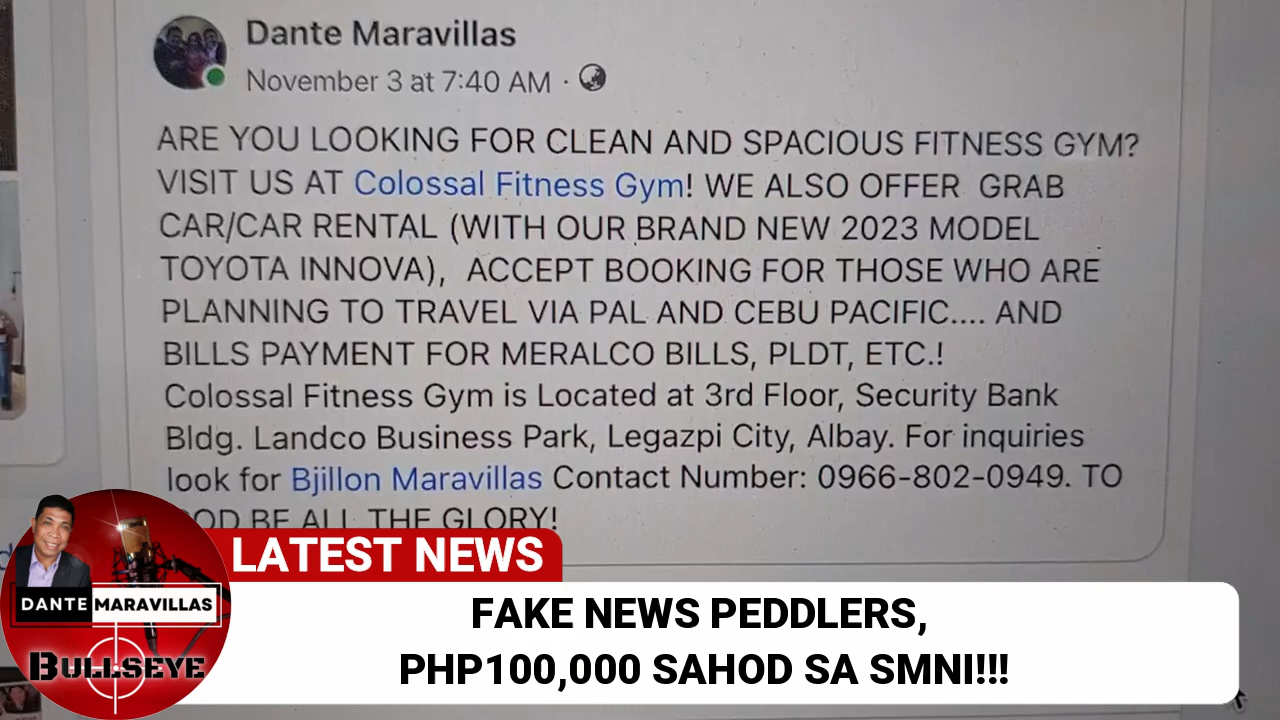 Dante Maravillas
November 3 at 7:40 AM ·
ARE YOU LOOKING FOR CLEAN AND SPACIOUS FITNESS GYM?
VISIT US AT Colossal Fitness Gym! WE ALSO OFFER GRAB
CAR/CAR RENTAL (WITH OUR BRAND NEW 2023 MODEL
TOYOTA INNOVA), ACCEPT BOOKING FOR THOSE WHO ARE
PLANNING TO TRAVEL VIA PAL AND CEBU PACIFIC.... AND
BILLS PAYMENT FOR MERALCO BILLS, PLDT, ETC.!
Colossal Fitness Gym is Located at 3rd Floor, Security Bank
Bldg. Landco Business Park, Legazpi City, Albay. For inquiries
look for Bjillon Maravillas Contact Number: 0966-802-0949. TO
GOD BE ALL THE GLORY!
LATEST NEWS
DANTE MARAVILLAS
BULLSEYE
FAKE NEWS PEDDLERS,
PHP100,000 SAHOD SA SMNI!!!